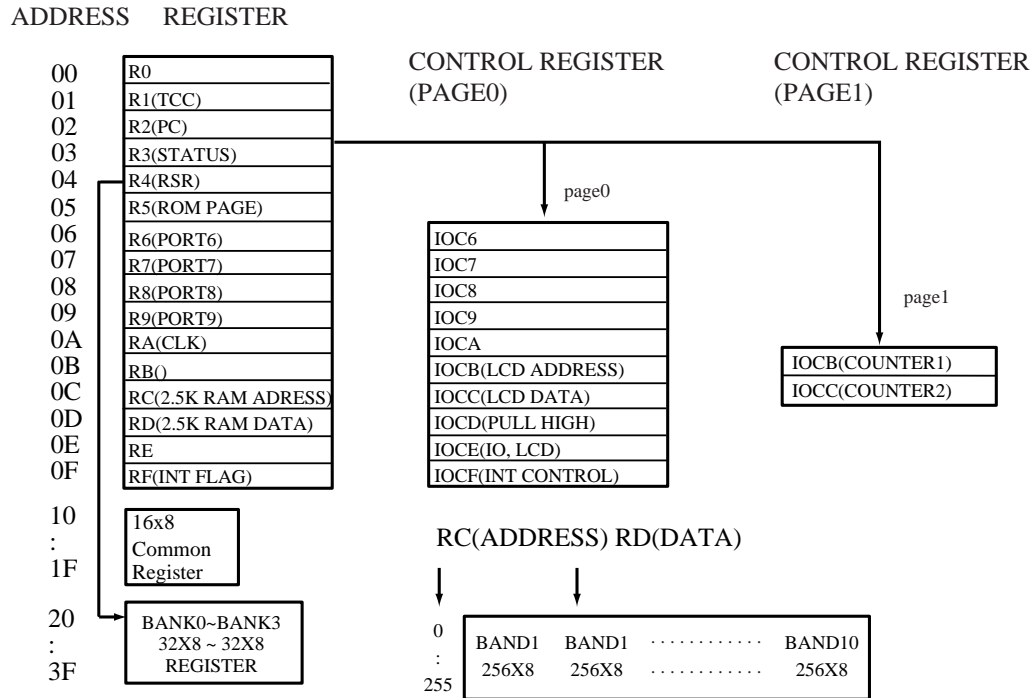 ADDRESS REGISTER
00 R0
01 R1(TCC)
02 R2(PC)
03 R3(STATUS)
04 R4(RSR)
05 R5(ROM PAGE)
06 R6(PORT6)
07 R7(PORT7)
08 R8(PORT8)
09 R9(PORT9)
0A RA(CLK)
0B RB()
0C RC(2.5K RAM ADRESS)
0D RD(2.5K RAM DATA)
0E RE
0F RF(INT FLAG)
10
:
1F
16x8
Common
Register
20
:
3F
BANK0~BANK3
32X8 ~ 32X8
REGISTER
CONTROL REGISTER
(PAGE0)
page0
IOC6
IOC7
IOC8
IOC9
IOCA
IOCB(LCD ADDRESS)
IOCC(LCD DATA)
IOCD(PULL HIGH)
IOCE(IO, LCD)
IOCF(INT CONTROL)
CONTROL REGISTER
(PAGE1)
page1
IOCB(COUNTER1)
IOCC(COUNTER2)
RC(ADDRESS) RD(DATA)
0
:
255
BAND1 BAND1 ............ BAND10
256X8 256X8 ............ 256X8